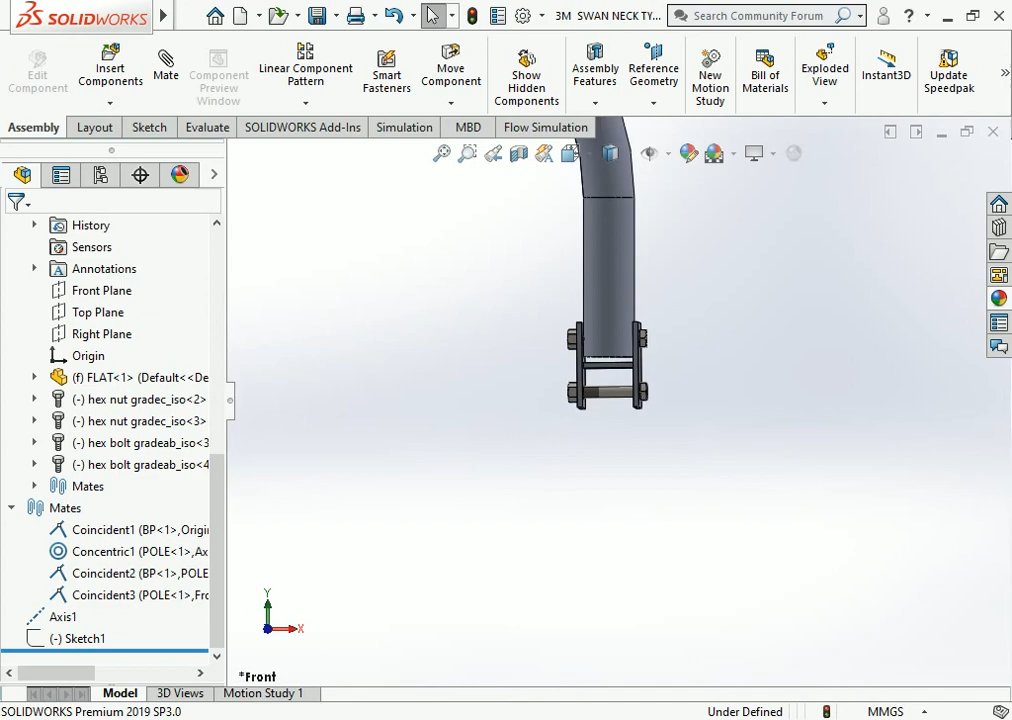 SOLIDWORKS
3M SWAN NECK TY...
Search Community Forum
?
Edit Component
Insert Components
Mate
Component Preview Window
Linear Component Pattern
Smart Fasteners
Move Component
Show Hidden Components
Assembly Features
Reference Geometry
New Motion Study
Bill of Materials
Exploded View
Instant3D
Update Speedpak
Assembly
Layout
Sketch
Evaluate
SOLIDWORKS Add-Ins
Simulation
MBD
Flow Simulation
History
Sensors
Annotations
Front Plane
Top Plane
Right Plane
Origin
(f) FLAT<1> (Default<<De
(-) hex nut gradec_iso<2>
(-) hex nut gradec_iso<3>
(-) hex bolt gradeab_iso<3
(-) hex bolt gradeab_iso<4
Mates
Mates
Coincident1 (BP<1>,Origi
Concentric1 (POLE<1>,Ax
Coincident2 (BP<1>,POLE
Coincident3 (POLE<1>,Fro
Axis1
(-) Sketch1
Y
X
*Front
Model
3D Views
Motion Study 1
SOLIDWORKS Premium 2019 SP3.0
Under Defined
MMGS